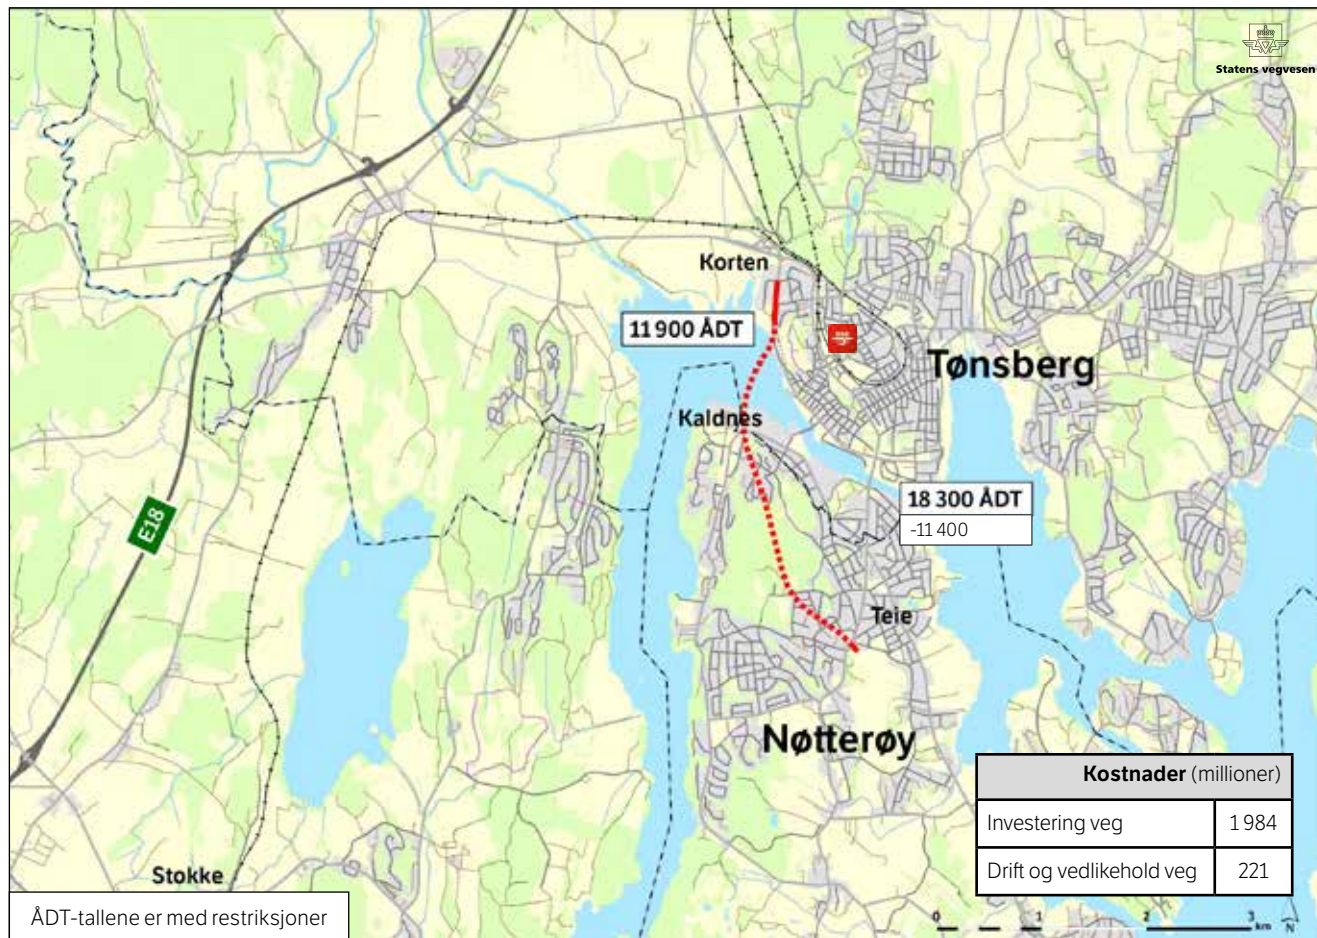 Statens vegvesen
Korten
11 900 ÅDT
Tønsberg
Kaldnes
18 300 ÅDT
-11 400
E18
Teie
Nøtterøy
Kostnader (millioner)
Investering veg 1 984
Drift og vedlikehold veg 221
Stokke
ÅDT-tallene er med restriksjoner
0 1 2 3 km
N